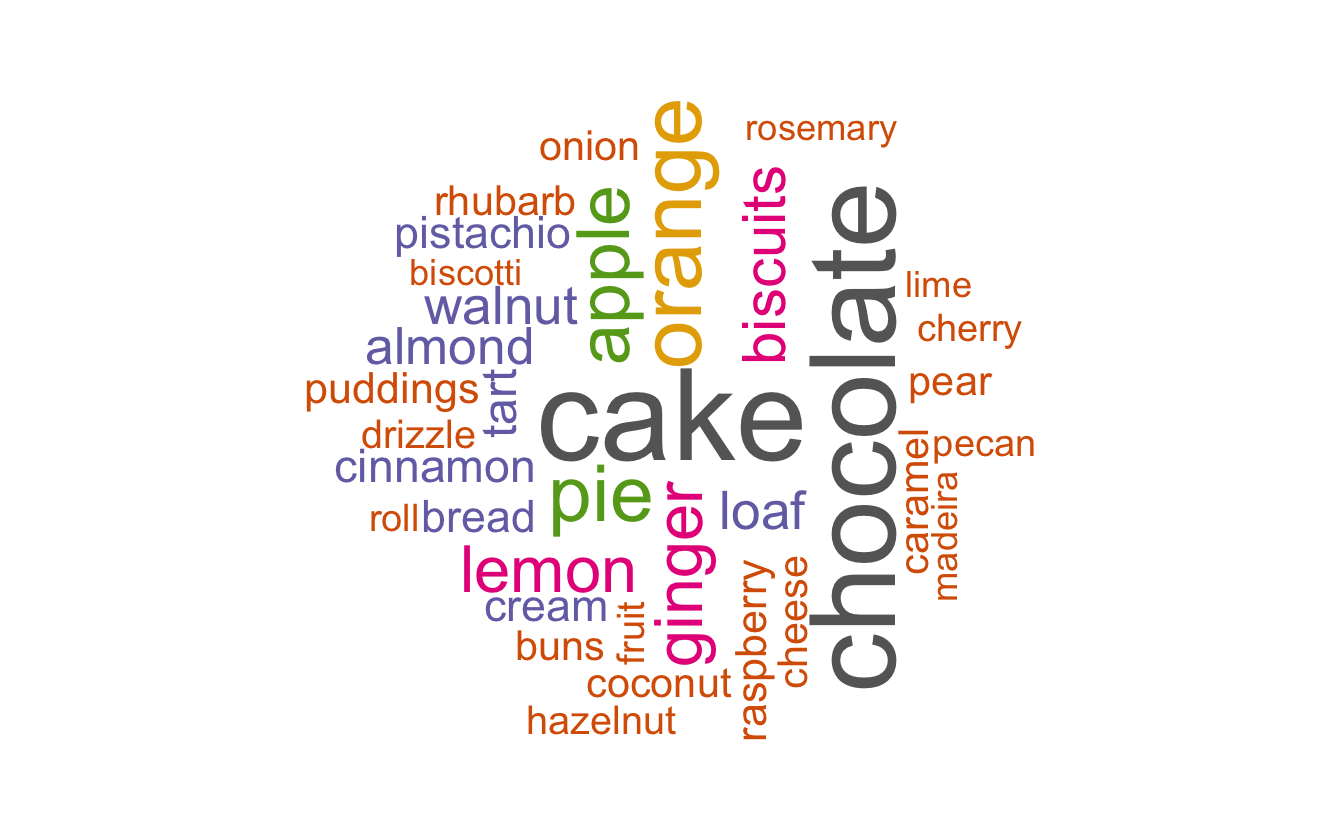 rosemary
onion
orange
rhubarb
apple
biscuits
chocolate
pistachio
biscotti
lime
walnut
cherry
almond
puddings
tart
cake
pear
drizzle
caramel
pecan
cinnamon
pie
ginger
loaf
madeira
roll
bread
lemon
cream
fruit
raspberry
cheese
buns
coconut
hazelnut